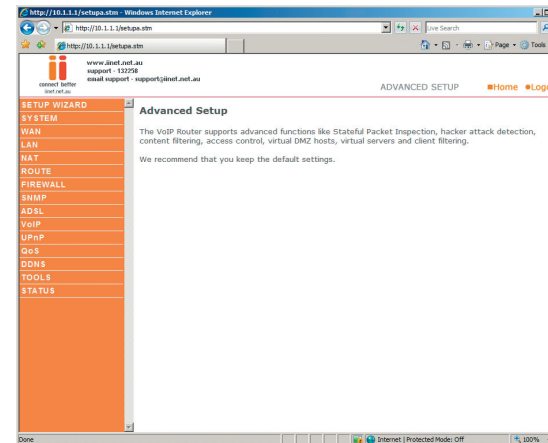 http://10.1.1.1/setupa.stm - Windows Internet Explorer
http://10.1.1.1/setupa.stm
Live Search
http://10.1.1.1/setupa.stm
Page
Tools
www.iinet.net.au
support - 132258
email support - support@iinet.net.au
connect better
iinet.net.au
ADVANCED SETUP
Home
SETUP WIZARD
SYSTEM
WAN
LAN
NAT
ROUTE
FIREWALL
SNMP
ADSL
VoIP
UPnP
QoS
DDNS
TOOLS
STATUS
Advanced Setup
The VoIP Router supports advanced functions like Stateful Packet Inspection, hacker attack detection,
content filtering, access control, virtual DMZ hosts, virtual servers and client filtering.
We recommend that you keep the default settings.
Done
Internet | Protected Mode: Off
100%